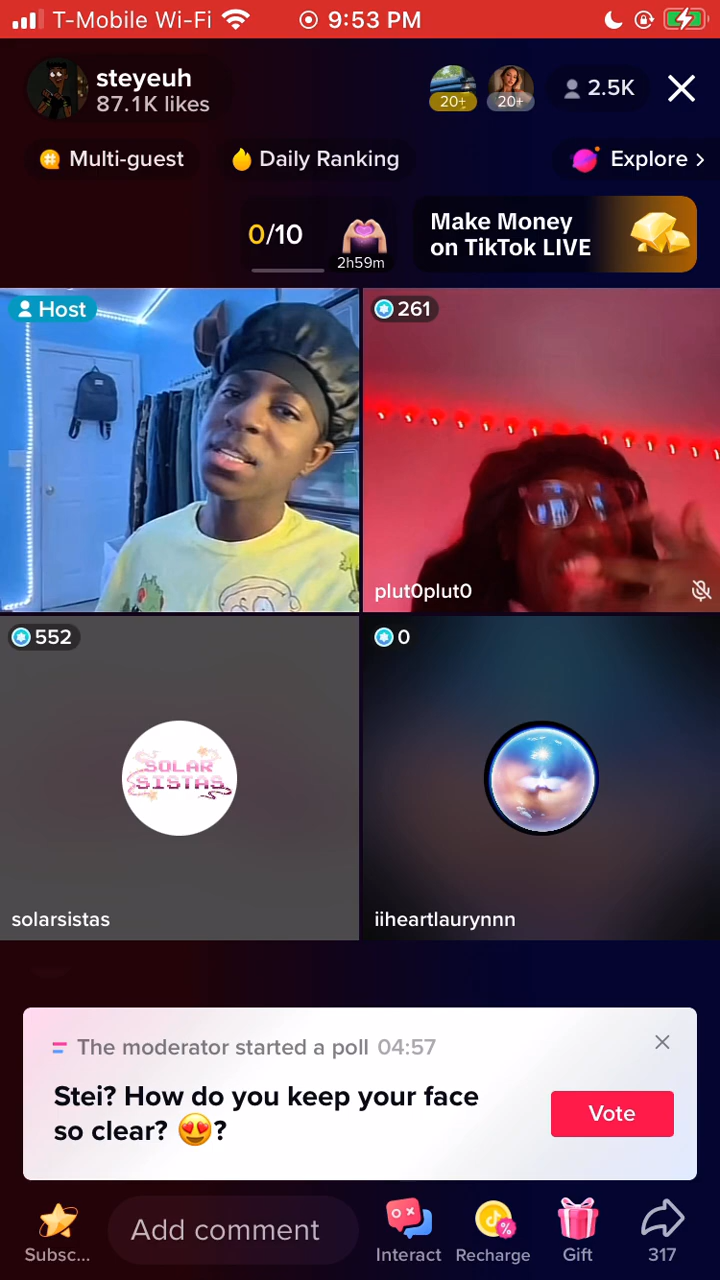 T-Mobile Wi-Fi 9:53 PM
steyeuh
87.1K likes
20+ 20+ 2.5K
Multi-guest Daily Ranking Explore >
0/10 2h59m
Make Money
on TikTok LIVE
Host
261
plut0plut0
552
0
SOLAR
SISTAS
solarsistas
iiheartlaurynnn
The moderator started a poll 04:57
Stei? How do you keep your face
so clear? 😍?
Vote
Add comment
Subsc... Interact Recharge Gift 317